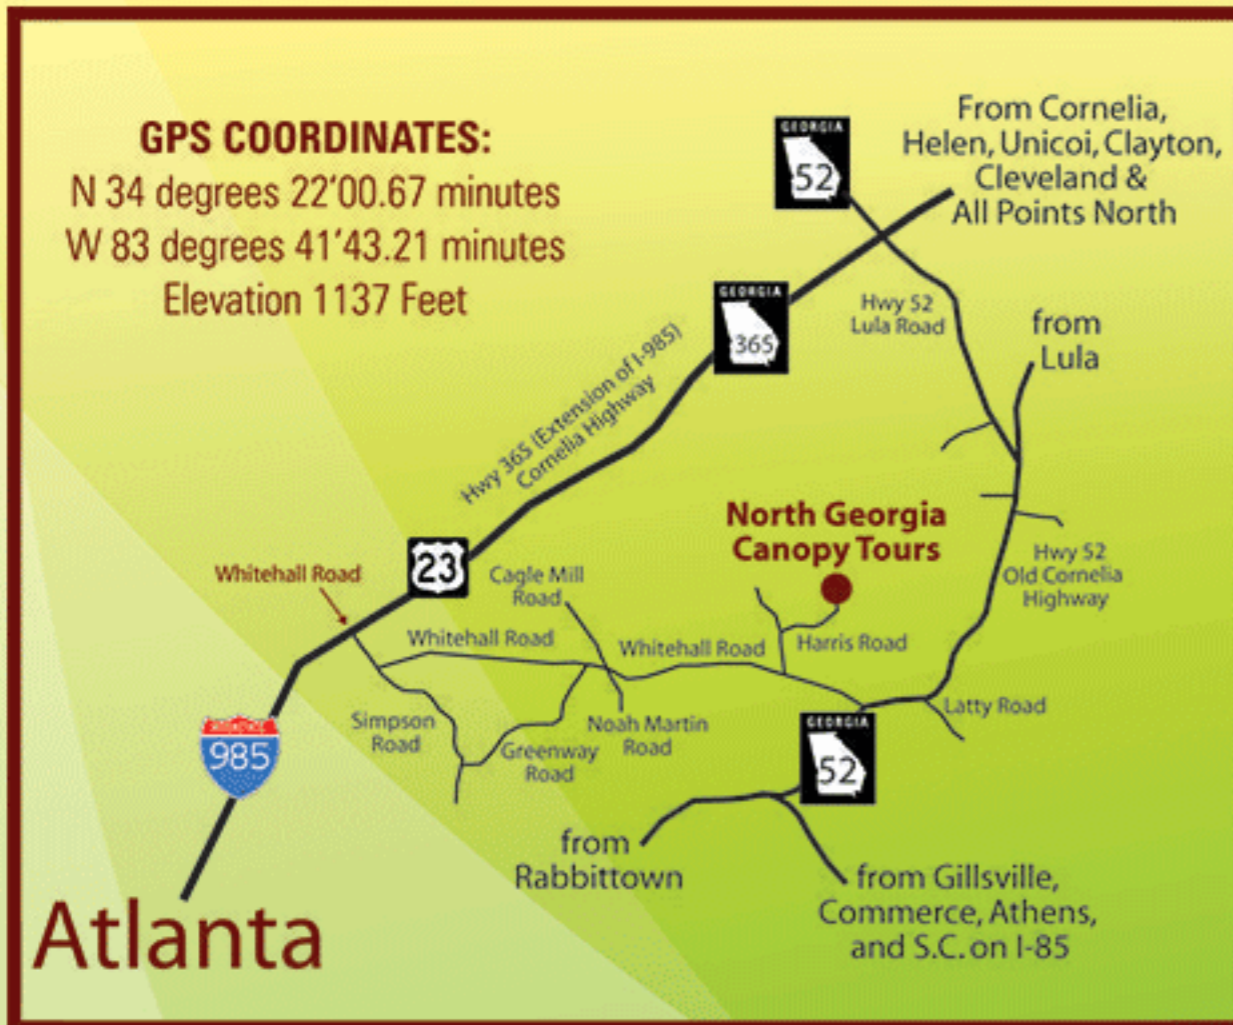 GPS COORDINATES:
N 34 degrees 22'00.67 minutes
W 83 degrees 41'43.21 minutes
Elevation 1137 Feet
GEORGIA
52
From Cornelia,
Helen, Unicoi, Clayton,
Cleveland &
All Points North
GEORGIA
365
Hwy 52
Lula Road
from
Lula
Hwy 365 (Extension of I-985)
Cornelia Highway
North Georgia
Canopy Tours
23
Whitehall Road
Cagle Mill
Road
Hwy 52
Old Cornelia
Highway
Whitehall Road
Whitehall Road
Harris Road
Simpson
Road
Greenway
Road
Noah Martin
Road
Latty Road
985
GEORGIA
52
from
Rabbittown
from Gillsville,
Commerce, Athens,
and S.C. on I-85
Atlanta